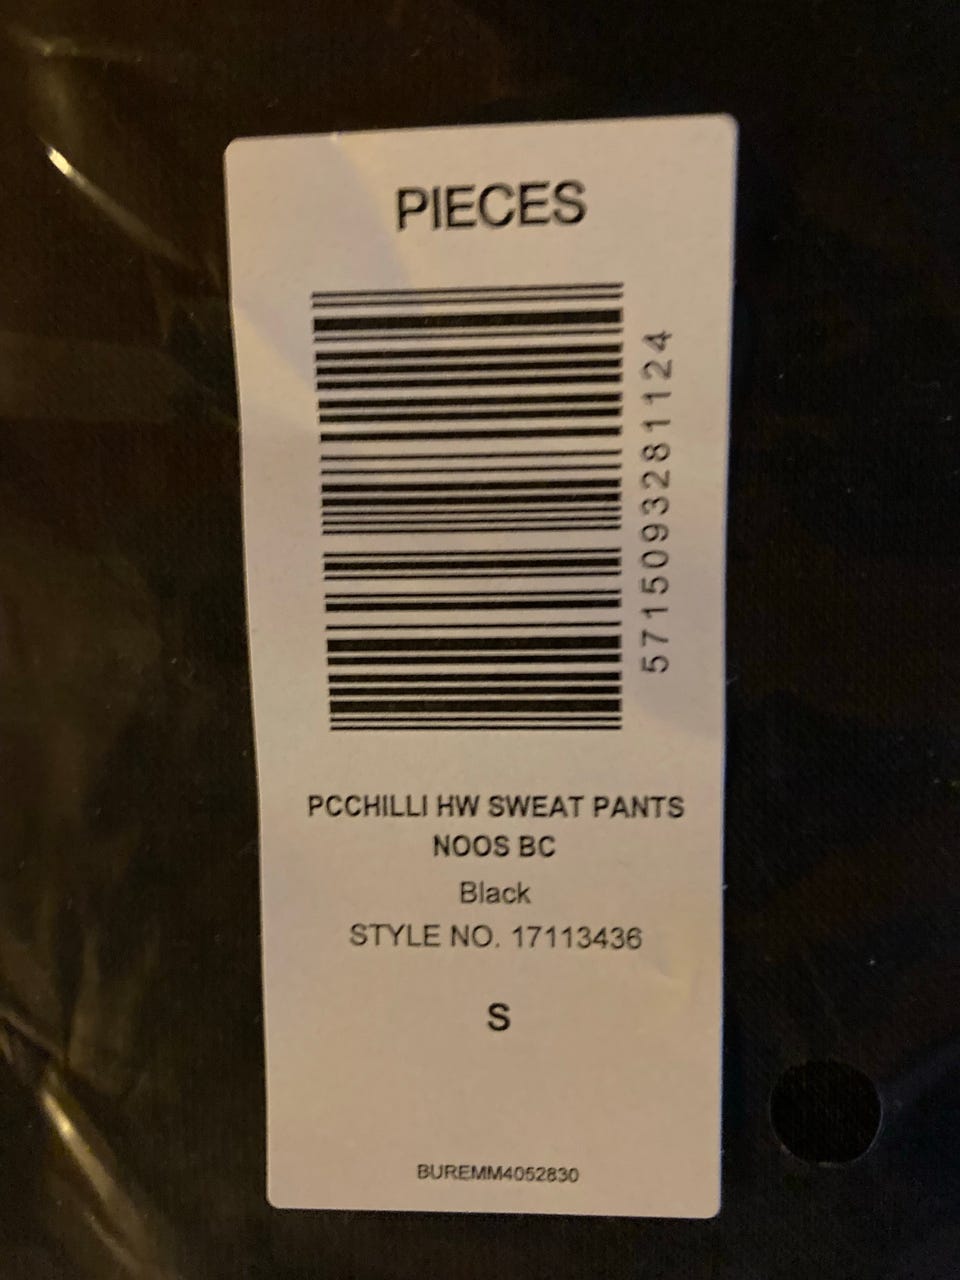 PIECES
5715093281124
PCCHILLI HW SWEAT PANTS
NOOS BC
Black
STYLE NO. 17113436
S
BUREMM4052830